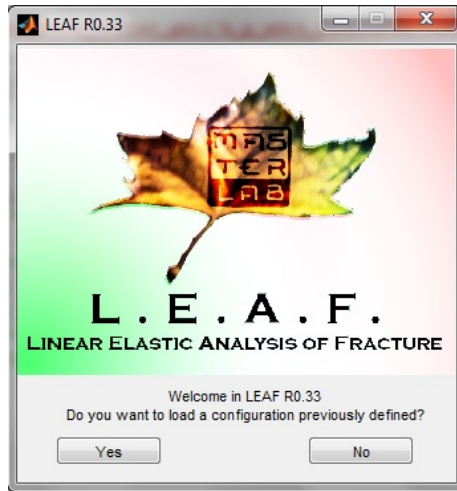 LEAF R0.33
MAS
TER
LAB
L.E.A.F.
LINEAR ELASTIC ANALYSIS OF FRACTURE
Welcome in LEAF R0.33
Do you want to load a configuration previously defined?
Yes No